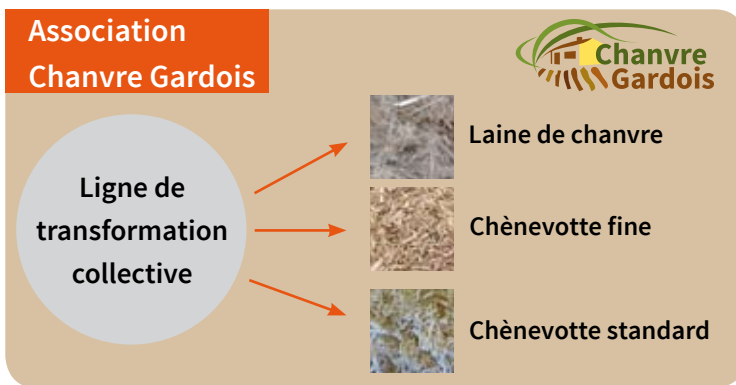 Association
Chanvre Gardois
Chanvre
Gardois
Ligne de
transformation
collective
Laine de chanvre
Chènevotte fine
Chènevotte standard